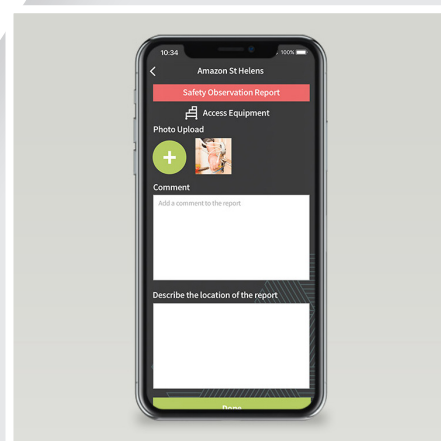 10:34
100%
Amazon St Helens
Safety Observation Report
Access Equipment
Photo Upload
Comment
Add a comment to the report
Describe the location of the report
Done